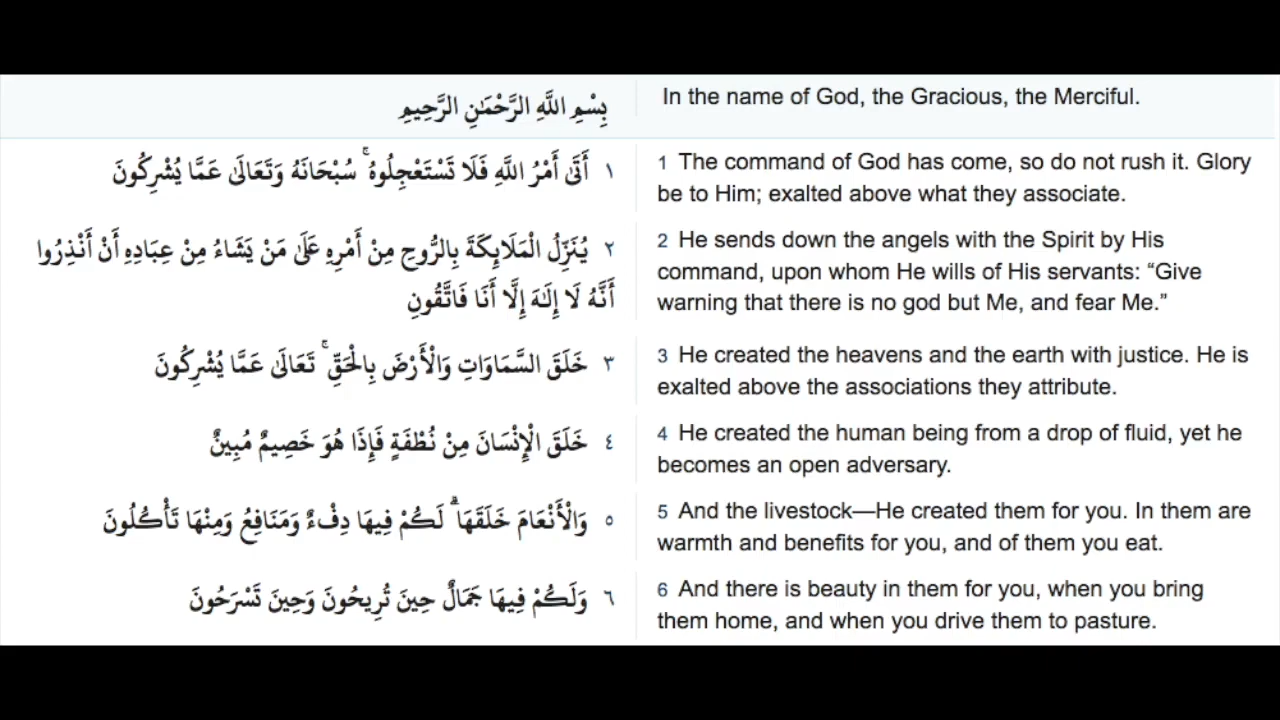 بِسْمِ اللَّهِ الرَّحْمَٰنِ الرَّحِيمِ
In the name of God, the Gracious, the Merciful.
١ أَتَىٰ أَمْرُ اللَّهِ فَلَا تَسْتَعْجِلُوهُ ۚ سُبْحَانَهُ وَتَعَالَىٰ عَمَّا يُشْرِكُونَ
1 The command of God has come, so do not rush it. Glory
be to Him; exalted above what they associate.
٢ يُنَزِّلُ الْمَلَائِكَةَ بِالرُّوحِ مِنْ أَمْرِهِ عَلَىٰ مَنْ يَشَاءُ مِنْ عِبَادِهِ أَنْ أَنْذِرُوا
أَنَّهُ لَا إِلَٰهَ إِلَّا أَنَا فَاتَّقُونِ
2 He sends down the angels with the Spirit by His
command, upon whom He wills of His servants: “Give
warning that there is no god but Me, and fear Me.”
٣ خَلَقَ السَّمَاوَاتِ وَالْأَرْضَ بِالْحَقِّ ۚ تَعَالَىٰ عَمَّا يُشْرِكُونَ
3 He created the heavens and the earth with justice. He is
exalted above the associations they attribute.
٤ خَلَقَ الْإِنْسَانَ مِنْ نُطْفَةٍ فَإِذَا هُوَ خَصِيمٌ مُبِينٌ
4 He created the human being from a drop of fluid, yet he
becomes an open adversary.
٥ وَالْأَنْعَامَ خَلَقَهَا ۗ لَكُمْ فِيهَا دِفْءٌ وَمَنَافِعُ وَمِنْهَا تَأْكُلُونَ
5 And the livestock—He created them for you. In them are
warmth and benefits for you, and of them you eat.
٦ وَلَكُمْ فِيهَا جَمَالٌ حِينَ تُرِيحُونَ وَحِينَ تَسْرَحُونَ
6 And there is beauty in them for you, when you bring
them home, and when you drive them to pasture.